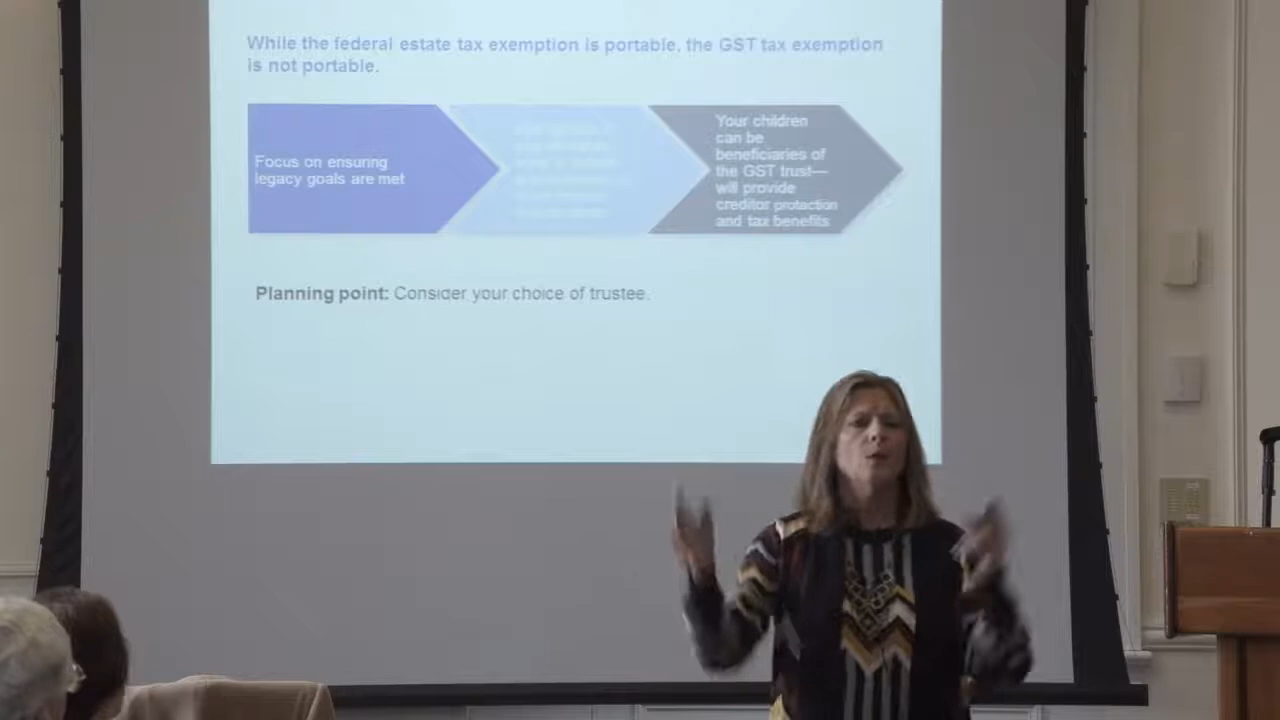 While the federal estate tax exemption is portable, the GST tax exemption
is not portable.
Focus on ensuring
legacy goals are met
Your children
can be
beneficiaries of
the GST trust—
will provide
creditor protection
and tax benefits
Planning point: Consider your choice of trustee.